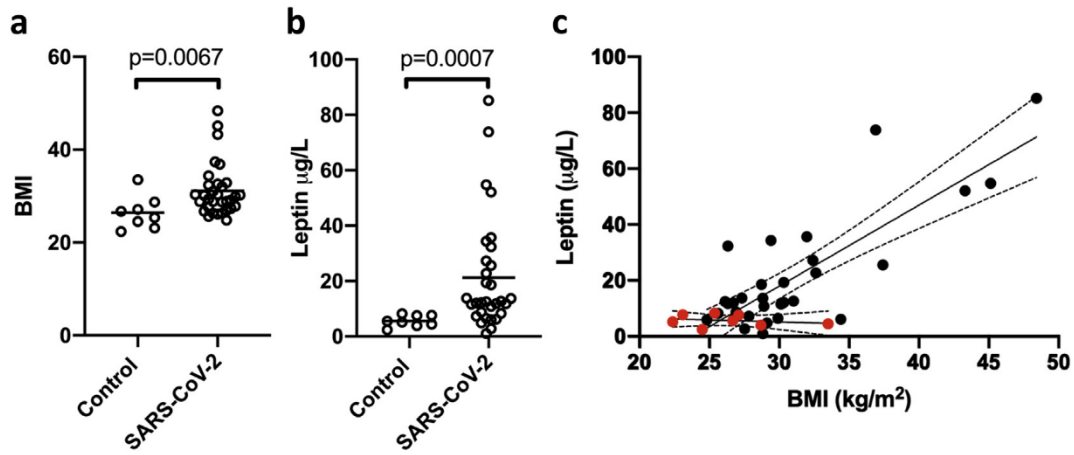 a
p=0.0067
60
40
20
0
BMI
Control
SARS-CoV-2
b
p=0.0007
100
80
60
40
20
0
Leptin µg/L
Control
SARS-CoV-2
c
100
80
60
40
20
0
Leptin (µg/L)
20 25 30 35 40 45 50
BMI (kg/m²)